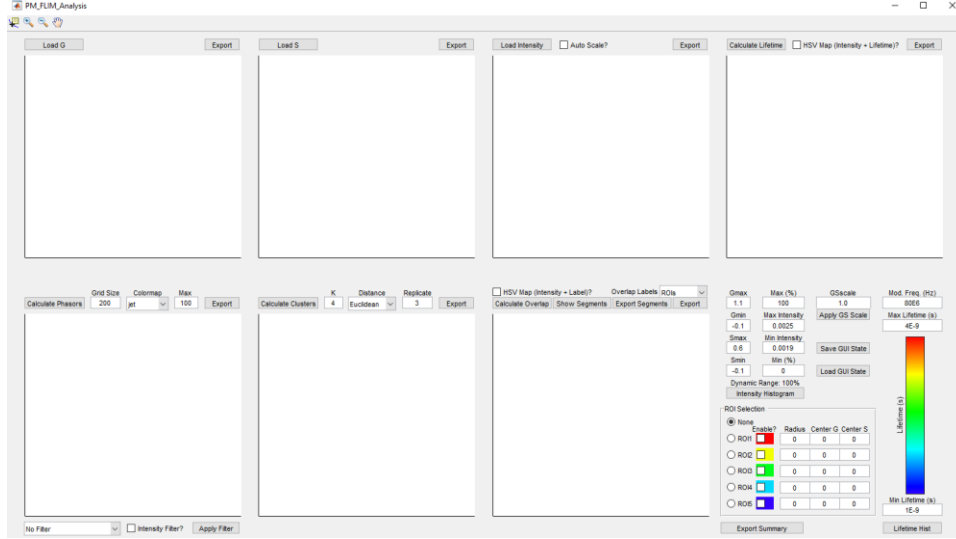 PM_FLIM_Analysis
Load G Export Load S Export Load Intensity Auto Scale? Export Calculate Lifetime HSV Map (Intensity + Lifetime)? Export
Grid Size Colormap Max
Calculate Phasors 200 jet 100 Export
K Distance Replicate
Calculate Clusters 4 Euclidean 3 Export
HSV Map (Intensity + Label)? Overlap Labels ROIs
Calculate Overlap Show Segments Export Segments Export
Gmax Max (%) GScale Mod. Freq. (Hz)
1.1 100 1.0 80E6
Gmin Max Intensity Apply GS Scale Max Lifetime (s)
-0.1 0.0025 4E-9
Smax Min Intensity
0.6 0.0019 Save GUI State
Smin Min (%)
-0.1 0 Load GUI State
Dynamic Range: 100%
Intensity Histogram
Lifetime (s)
ROI Selection
None
Enable? Radius Center G Center S
ROI1 0 0 0
ROI2 0 0 0
ROI3 0 0 0
ROI4 0 0 0
ROI5 0 0 0
Min Lifetime (s)
1E-9
No Filter Intensity Filter? Apply Filter
Export Summary Lifetime Hist